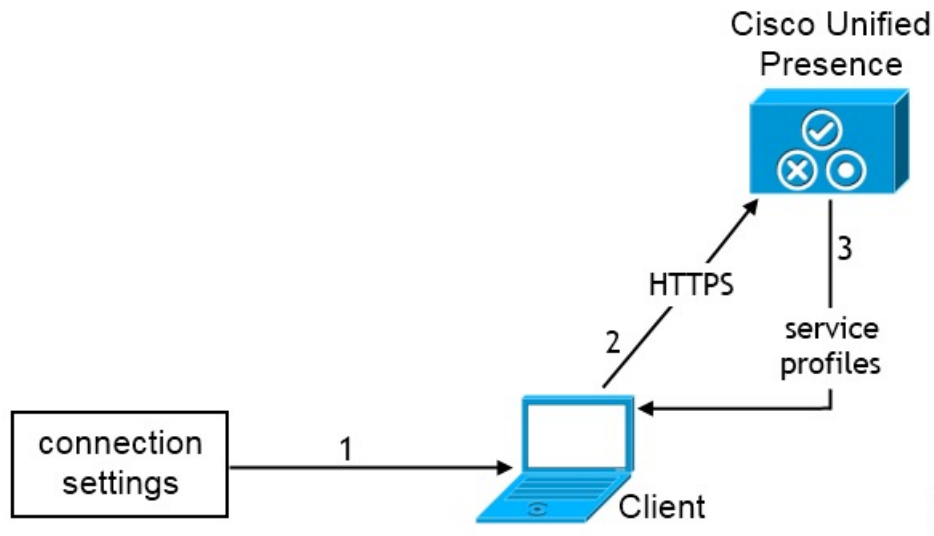 Cisco Unified
Presence
3
HTTPS
service
profiles
2
connection
settings
1
Client